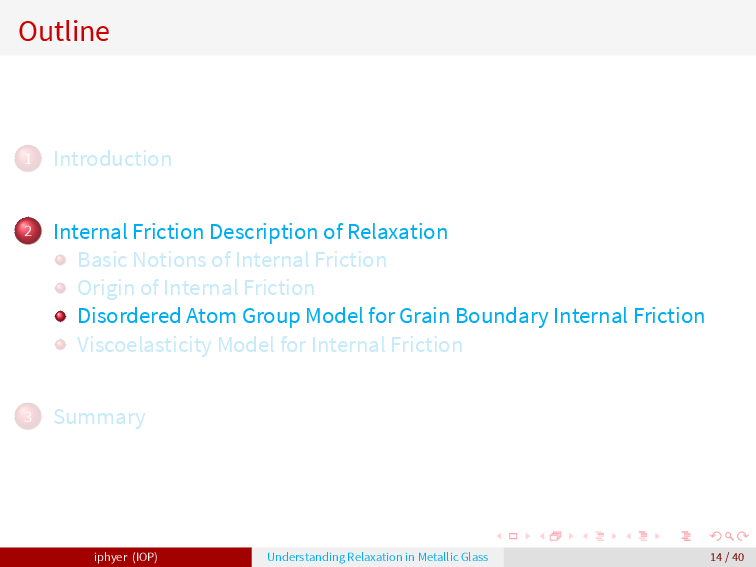 Outline
1 Introduction
2 Internal Friction Description of Relaxation
Basic Notions of Internal Friction
Origin of Internal Friction
Disordered Atom Group Model for Grain Boundary Internal Friction
Viscoelasticity Model for Internal Friction
3 Summary
iphyer (IOP) Understanding Relaxation in Metallic Glass 14 / 40